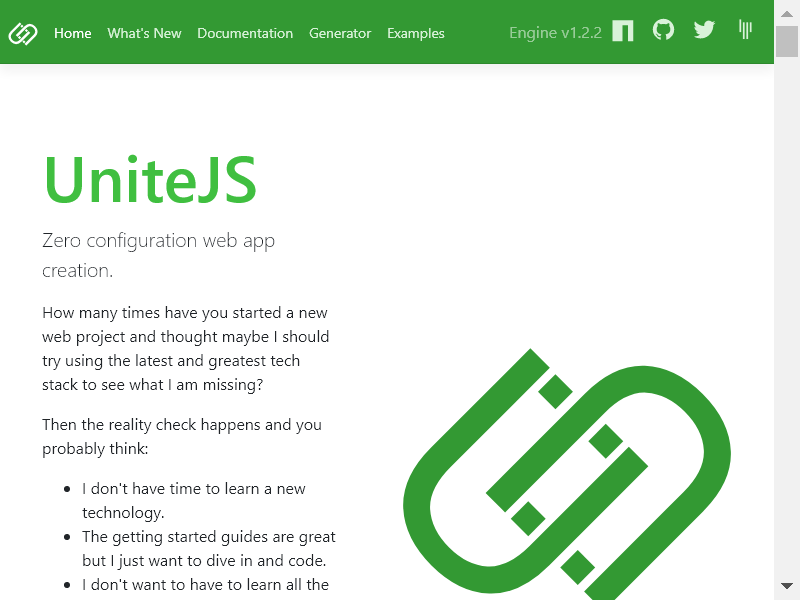 Home What's New Documentation Generator Examples Engine v1.2.2
UniteJS
Zero configuration web app
creation.
How many times have you started a new
web project and thought maybe I should
try using the latest and greatest tech
stack to see what I am missing?
Then the reality check happens and you
probably think:
I don't have time to learn a new
technology.
The getting started guides are great
but I just want to dive in and code.
I don't want to have to learn all the